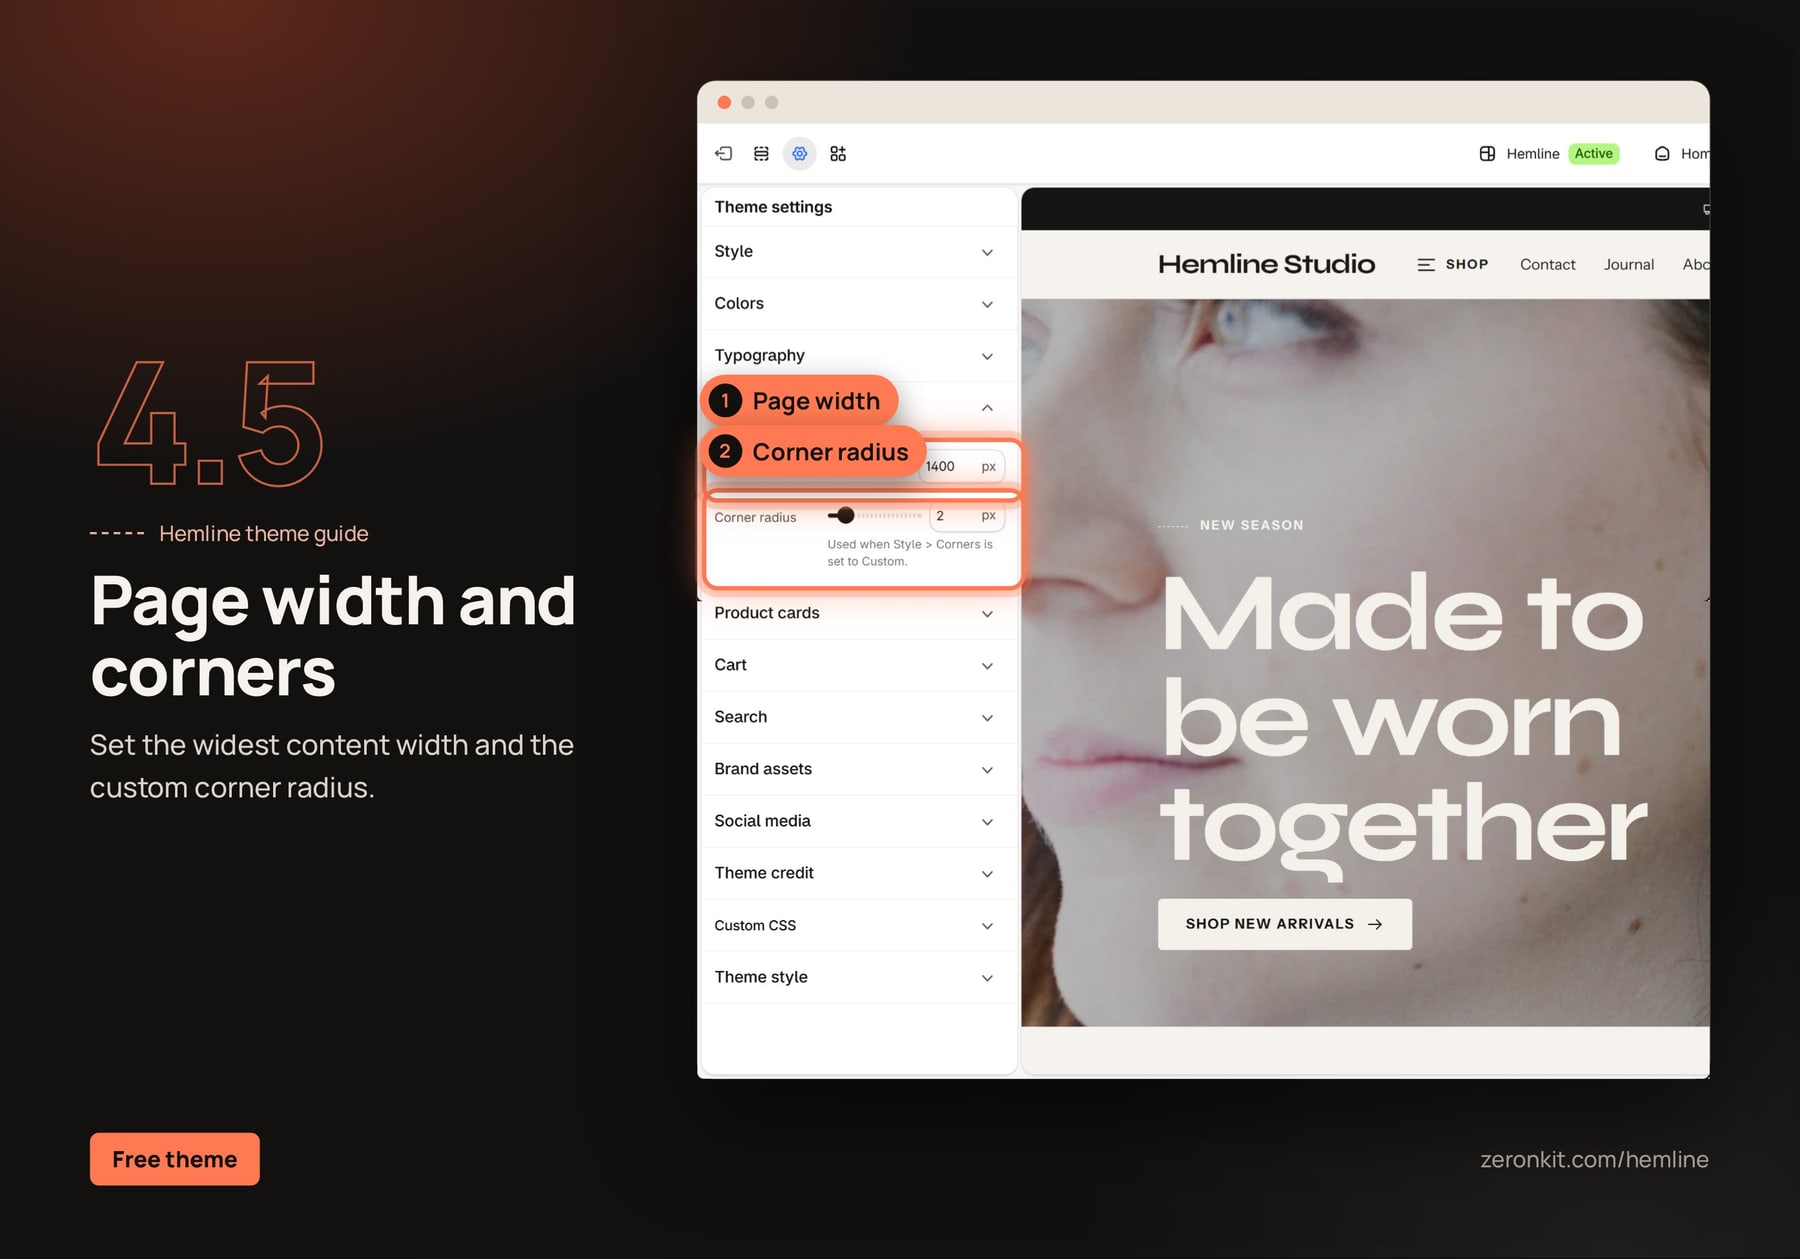 4.5
Hemline theme guide
Page width and
corners
Set the widest content width and the
custom corner radius.
Free theme
Hemline Active
Hom
Theme settings
Style
Colors
Typography
1 Page width
2 Corner radius
1400 px
Corner radius
2 px
Used when Style > Corners is
set to Custom.
Product cards
Cart
Search
Brand assets
Social media
Theme credit
Custom CSS
Theme style
Hemline Studio
SHOP
Contact
Journal
Abo
NEW SEASON
Made to
be worn
together
SHOP NEW ARRIVALS →
zeronkit.com/hemline